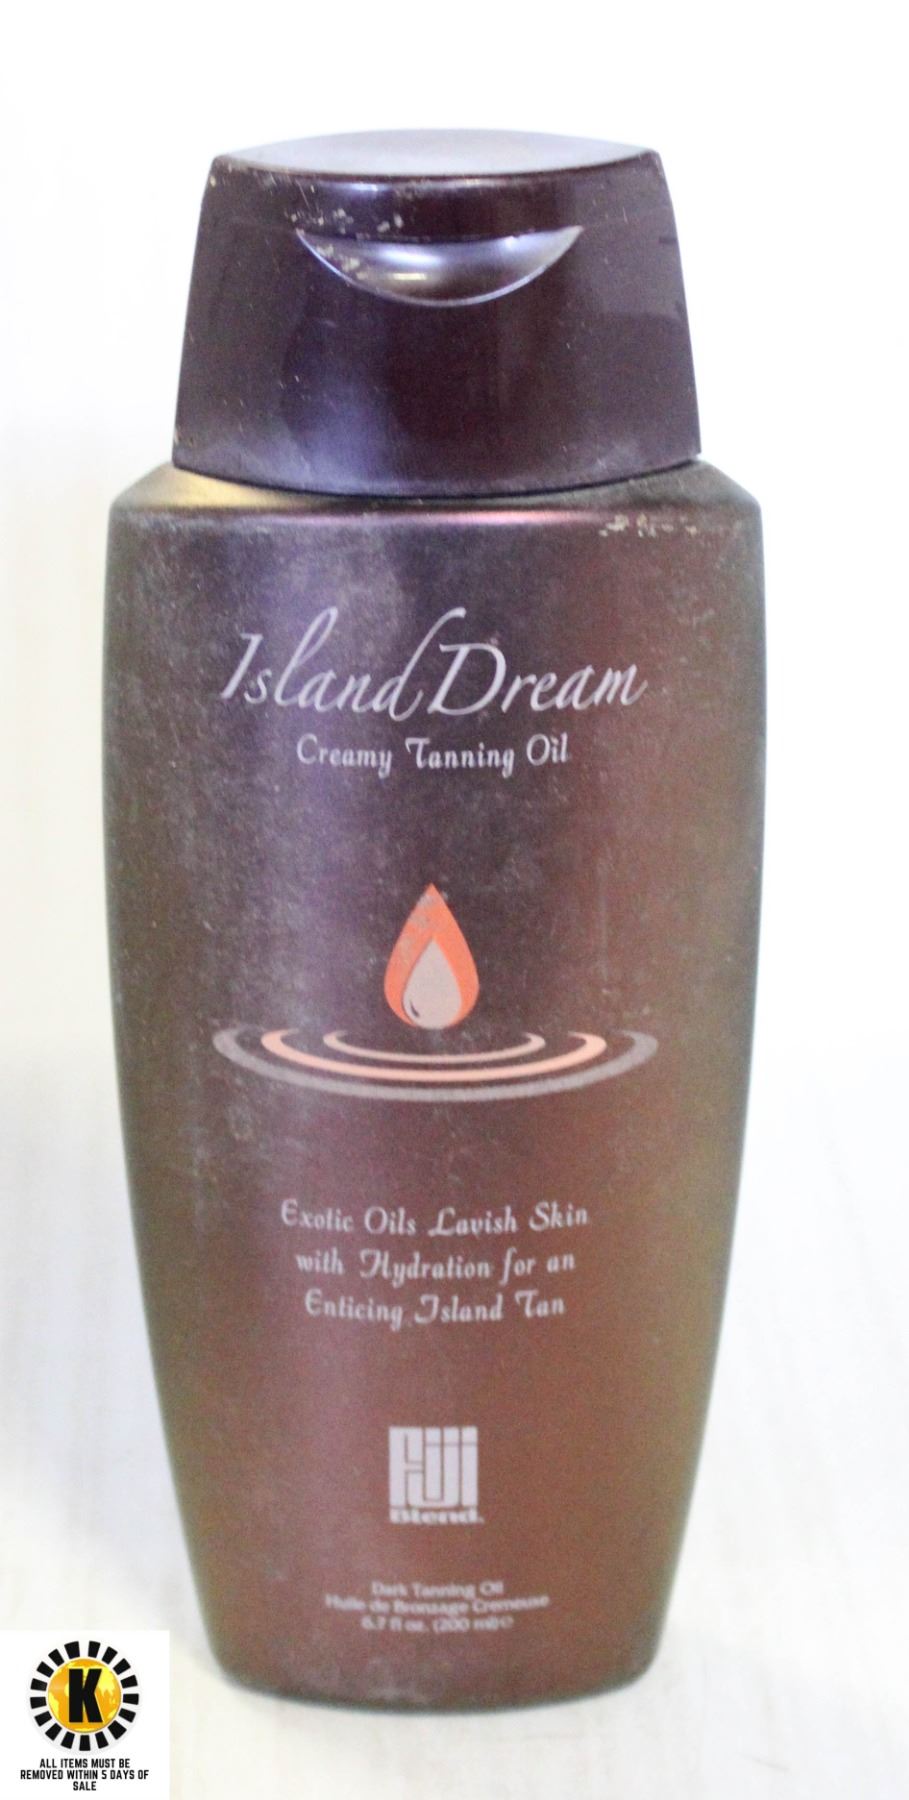 Island Dream
Creamy Tanning Oil
Exotic Oils Lavish Skin
with Hydration for an
Enticing Island Tan
Fiji
Blend.
Dark Tanning Oil
Huile de Bronzage Cremeuse
6.7 fl oz. (200 ml)℮
K
ALL ITEMS MUST BE
REMOVED WITHIN 5 DAYS OF
SALE